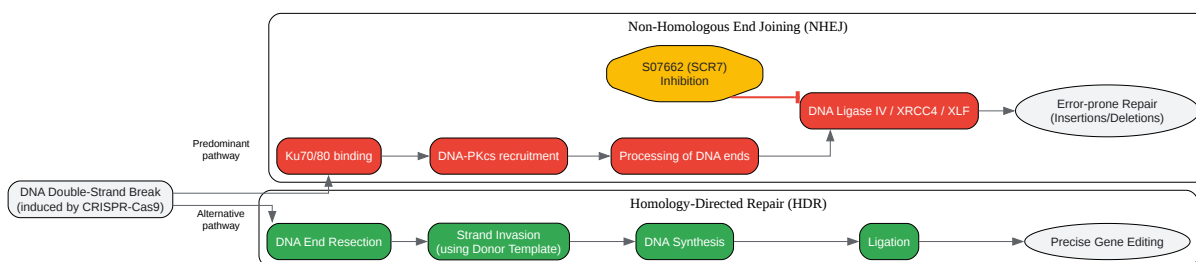 Non-Homologous End Joining (NHEJ)
S07662 (SCR7)
Inhibition
DNA Ligase IV / XRCC4 / XLF
Error-prone Repair
(Insertions/Deletions)
Predominant
pathway
Ku70/80 binding
DNA-PKcs recruitment
Processing of DNA ends
DNA Double-Strand Break
(induced by CRISPR-Cas9)
Alternative
pathway
Homology-Directed Repair (HDR)
DNA End Resection
Strand Invasion
(using Donor Template)
DNA Synthesis
Ligation
Precise Gene Editing